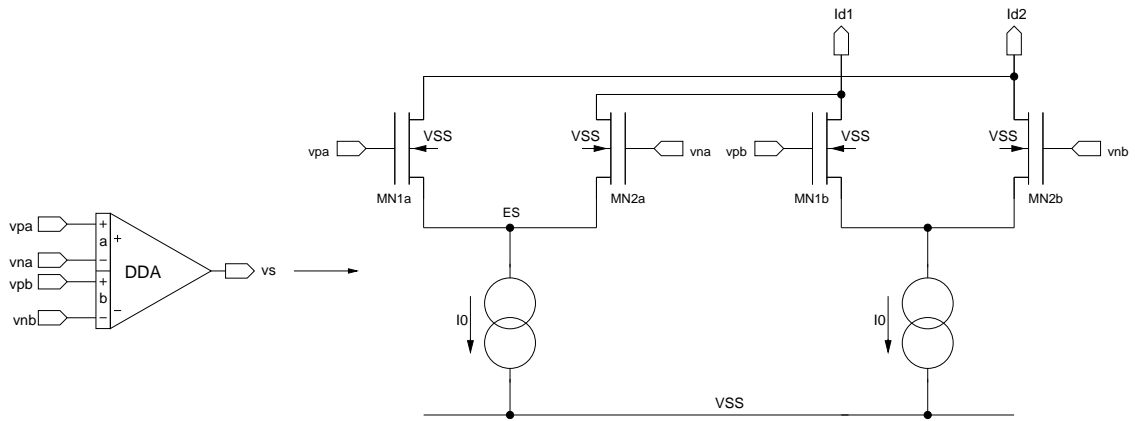 Id1 Id2
VSS VSS VSS VSS
vpa vna vpb vnb
MN1a MN2a MN1b MN2b
ES
vpa +
a +
vna −
DDA vs
vpb +
b
vnb − −
I0 I0
VSS